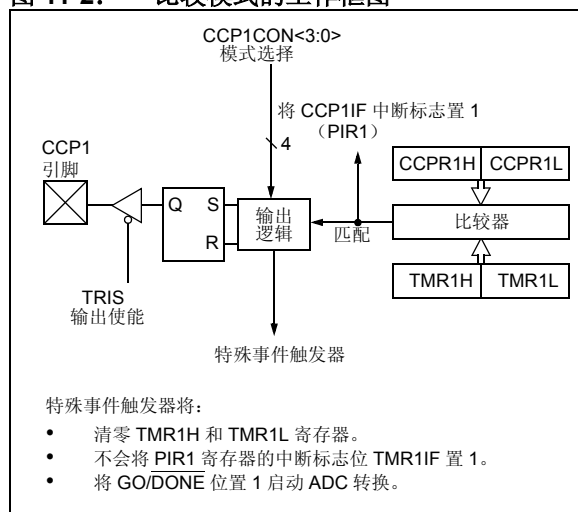 图 11-2： 比较模式的工作框图
CCP1CON<3:0>
模式选择
将 CCP1IF 中断标志置 1
（PIR1）
4
CCP1
引脚
CCPR1H CCPR1L
Q S
R
输出
逻辑
匹配
比较器
TMR1H TMR1L
TRIS
输出使能
特殊事件触发器
特殊事件触发器将：
• 清零 TMR1H 和 TMR1L 寄存器。
• 不会将 PIR1 寄存器的中断标志位 TMR1IF 置 1。
• 将 GO/DONE 位置 1 启动 ADC 转换。